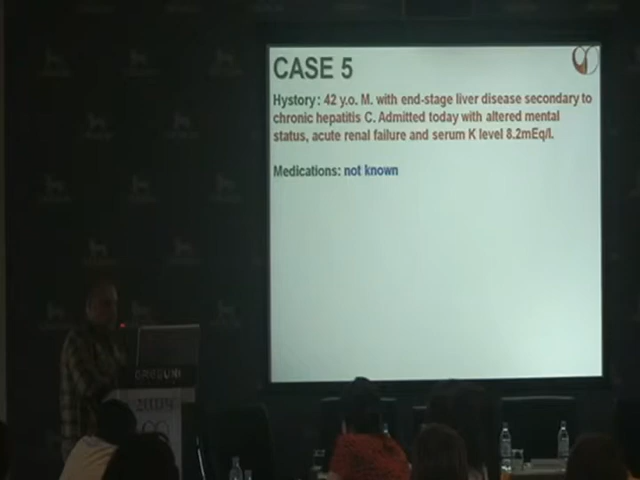 CASE 5
Hystory: 42 y.o. M. with end-stage liver disease secondary to
chronic hepatitis C. Admitted today with altered mental
status, acute renal failure and serum K level 8.2mEq/l.
Medications: not known